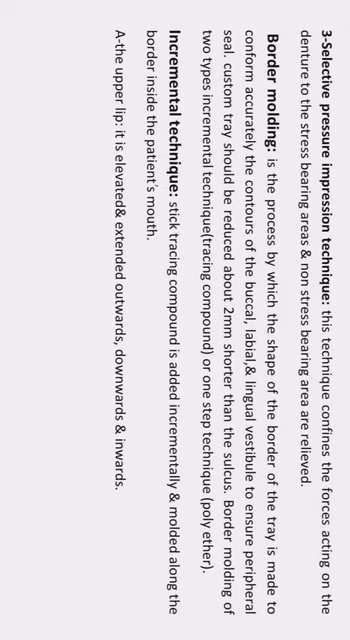 3-Selective pressure impression technique: this technique confines the forces acting on the
denture to the stress bearing areas & non stress bearing area are relieved.
Border molding: is the process by which the shape of the border of the tray is made to
conform accurately the contours of the buccal, labial,& lingual vestibule to ensure peripheral
seal. custom tray should be reduced about 2mm shorter than the sulcus. Border molding of
two types incremental technique(tracing compound) or one step technique (poly ether).
Incremental technique: stick tracing compound is added incrementally & molded along the
border inside the patient's mouth.
A-the upper lip: it is elevated& extended outwards, downwards & inwards.